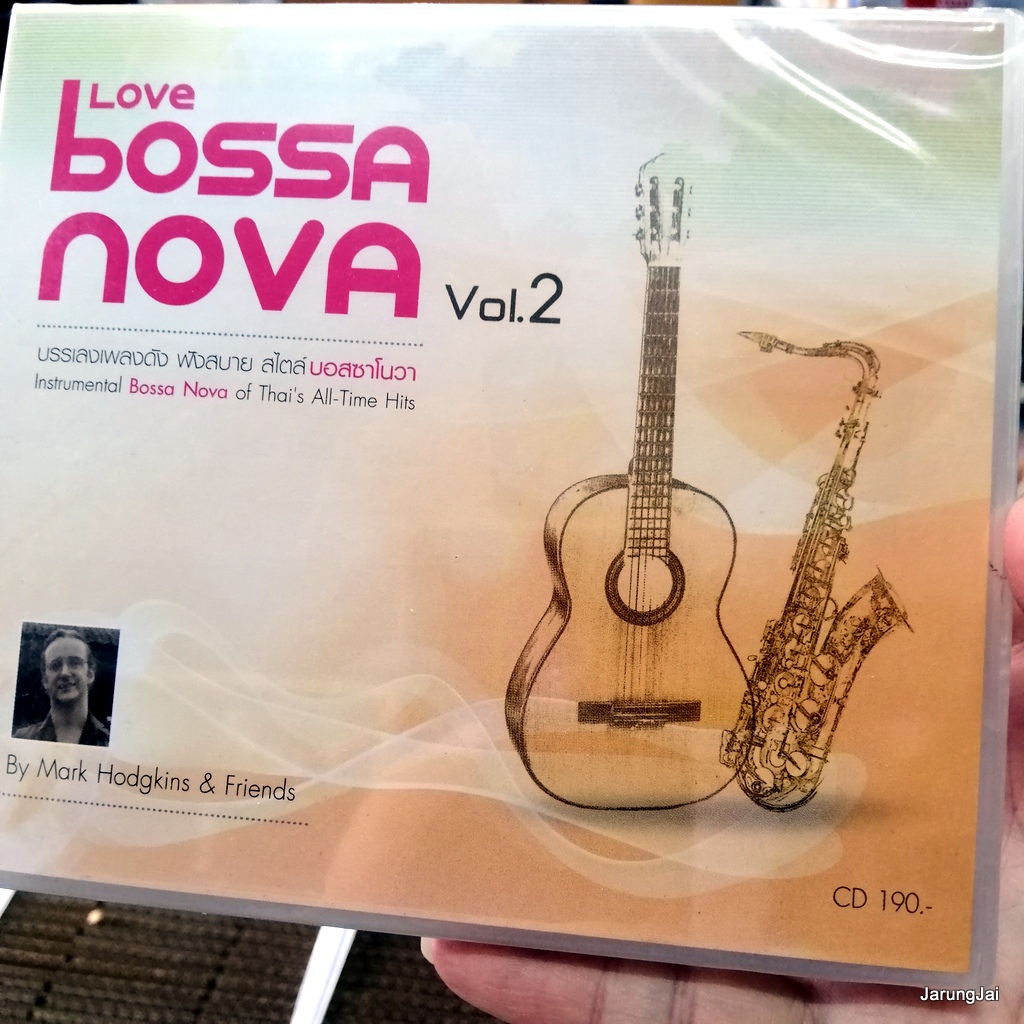 Love
bossa
nova
Vol.2
บรรเลงเพลงดัง ฟังสบาย สไตล์ บอสซาโนวา
Instrumental Bossa Nova of Thai's All-Time Hits
By Mark Hodgkins & Friends
CD 190.-
JarungJai